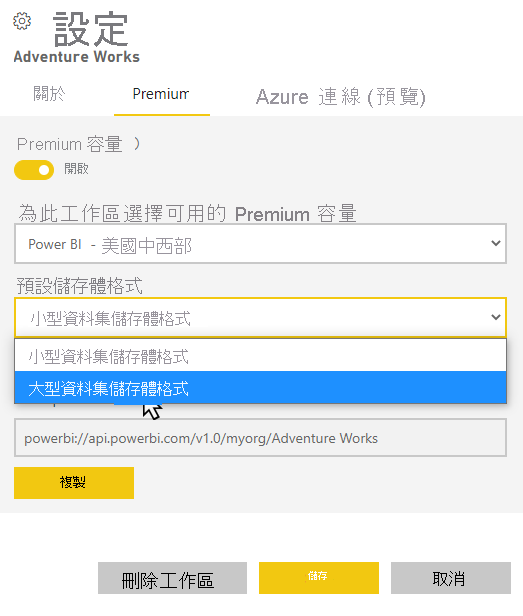 設定
Adventure Works
關於 Premium Azure 連線 (預覽)
Premium 容量
開啟
為此工作區選擇可用的 Premium 容量
Power BI - 美國中西部
預設儲存體格式
小型資料集儲存體格式
小型資料集儲存體格式
大型資料集儲存體格式
powerbi://api.powerbi.com/v1.0/myorg/Adventure Works
複製
刪除工作區 儲存 取消